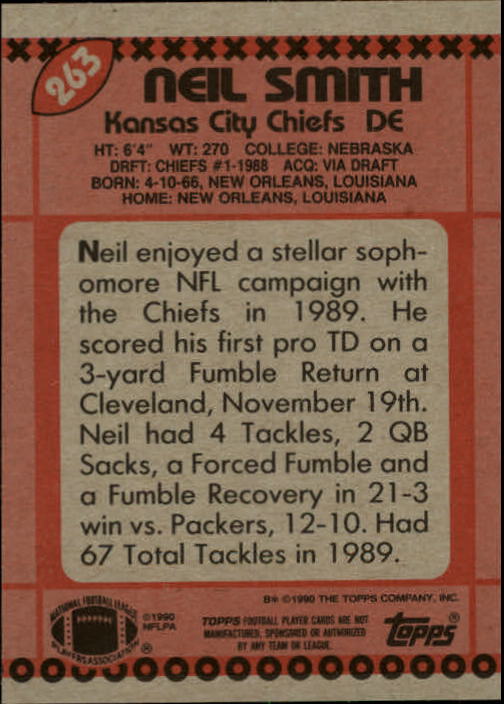 263
NEIL SMITH
Kansas City Chiefs DE
HT: 6'4" WT: 270 COLLEGE: NEBRASKA
DRFT: CHIEFS #1-1988 ACQ: VIA DRAFT
BORN: 4-10-66, NEW ORLEANS, LOUISIANA
HOME: NEW ORLEANS, LOUISIANA
Neil enjoyed a stellar soph-
omore NFL campaign with
the Chiefs in 1989. He
scored his first pro TD on a
3-yard Fumble Return at
Cleveland, November 19th.
Neil had 4 Tackles, 2 QB
Sacks, a Forced Fumble and
a Fumble Recovery in 21-3
win vs. Packers, 12-10. Had
67 Total Tackles in 1989.
B* ©1990 THE TOPPS COMPANY, INC.
NATIONAL FOOTBALL LEAGUE
PLAYERS ASSOCIATION
®
©1990
NFLPA
TOPPS FOOTBALL PLAYER CARDS ARE NOT
MANUFACTURED, SPONSORED OR AUTHORIZED
BY ANY TEAM OR LEAGUE.
topps®